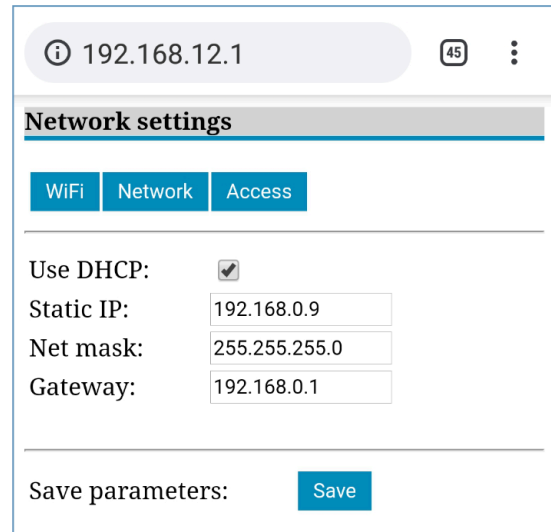 192.168.12.1 45
Network settings
WiFi Network Access
Use DHCP:
Static IP: 192.168.0.9
Net mask: 255.255.255.0
Gateway: 192.168.0.1
Save parameters: Save